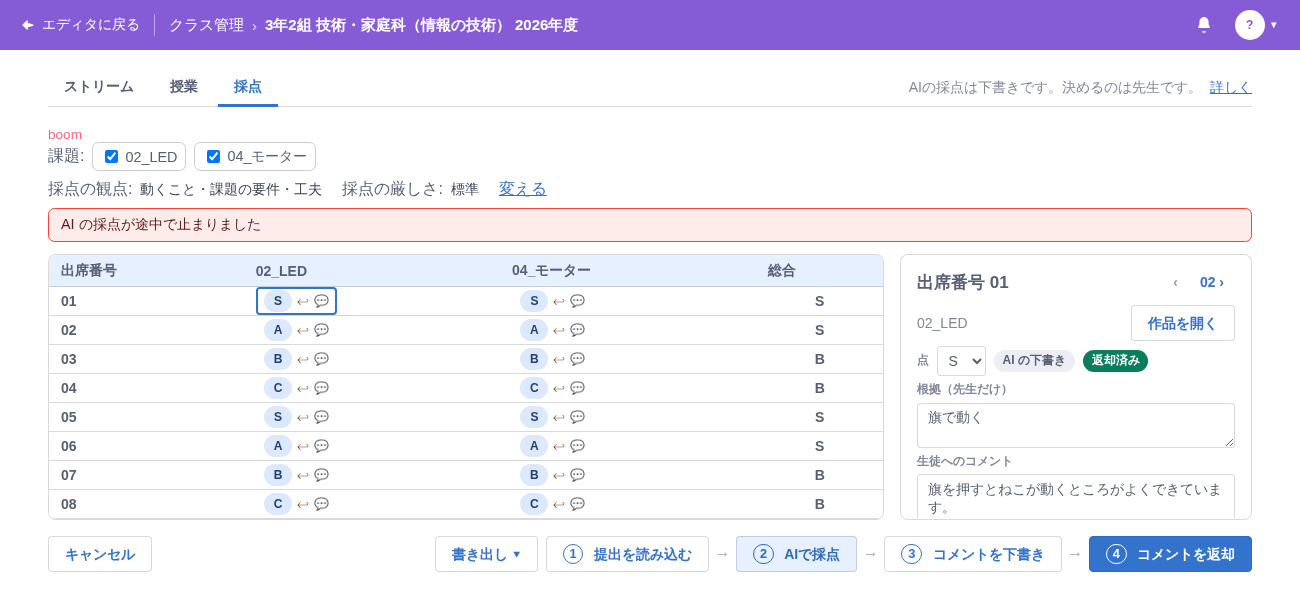 エディタに戻る クラス管理 › 3年2組 技術・家庭科（情報の技術） 2026年度 ? ▾
ストリーム 授業 採点 AIの採点は下書きです。決めるのは先生です。 詳しく
boom
課題: 02_LED 04_モーター
採点の観点: 動くこと・課題の要件・工夫 採点の厳しさ: 標準 変える
AI の採点が途中で止まりました
出席番号 02_LED 04_モーター 総合
01 S ↩ 💬 S ↩ 💬 S
02 A ↩ 💬 A ↩ 💬 S
03 B ↩ 💬 B ↩ 💬 B
04 C ↩ 💬 C ↩ 💬 B
05 S ↩ 💬 S ↩ 💬 S
06 A ↩ 💬 A ↩ 💬 S
07 B ↩ 💬 B ↩ 💬 B
08 C ↩ 💬 C ↩ 💬 B
出席番号 01 ‹ 02 ›
02_LED 作品を開く
点 S AI の下書き 返却済み
根拠（先生だけ）
旗で動く
生徒へのコメント
旗を押すとねこが動くところがよくできていま
す。
キャンセル 書き出し ▾ 1 提出を読み込む → 2 AIで採点 → 3 コメントを下書き → 4 コメントを返却